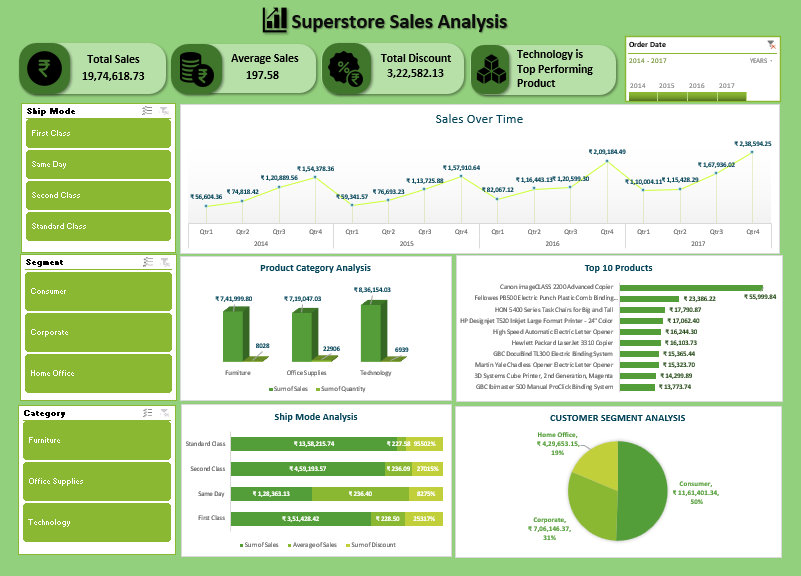 Superstore Sales Analysis
Total Sales
19,74,618.73
Average Sales
197.58
Total Discount
3,22,582.13
Technology is
Top Performing
Product
Order Date
2014 - 2017
YEARS
2014 2015 2016 2017
Ship Mode
First Class
Same Day
Second Class
Standard Class
Sales Over Time
₹ 56,604.36 ₹ 74,818.42 ₹ 1,20,889.56 ₹ 1,54,378.36 ₹ 59,341.57 ₹ 76,693.23 ₹ 1,13,725.88 ₹ 1,57,910.64 ₹ 82,067.12 ₹ 1,16,443.13 ₹ 1,20,599.30 ₹ 2,09,184.49 ₹ 1,10,004.11 ₹ 1,15,428.29 ₹ 1,67,936.02 ₹ 2,38,594.25
Qtr1 Qtr2 Qtr3 Qtr4 Qtr1 Qtr2 Qtr3 Qtr4 Qtr1 Qtr2 Qtr3 Qtr4 Qtr1 Qtr2 Qtr3 Qtr4
2014 2015 2016 2017
Segment
Consumer
Corporate
Home Office
Product Category Analysis
₹ 7,41,999.80 ₹ 7,19,047.03 ₹ 8,36,154.03
8028 22906 6939
Furniture Office Supplies Technology
Sum of Sales Sum of Quantity
Top 10 Products
Canon imageCLASS 2200 Advanced Copier ₹ 55,999.84
Fellowes PB500 Electric Punch Plastic Comb Binding... ₹ 23,386.22
HON 5400 Series Task Chairs for Big and Tall ₹ 17,790.87
HP Designjet T520 Inkjet Large Format Printer - 24" Color ₹ 17,062.40
High Speed Automatic Electric Letter Opener ₹ 16,244.30
Hewlett Packard LaserJet 3310 Copier ₹ 16,103.73
GBC DocuBind TL300 Electric Binding System ₹ 15,365.44
Martin Yale Chadless Opener Electric Letter Opener ₹ 15,323.70
3D Systems Cube Printer, 2nd Generation, Magenta ₹ 14,299.89
GBC Ibimaster 500 Manual ProClick Binding System ₹ 13,773.74
Category
Furniture
Office Supplies
Technology
Ship Mode Analysis
Standard Class ₹ 13,58,215.74 ₹ 227.58 95502%
Second Class ₹ 4,59,193.57 ₹ 236.09 27015%
Same Day ₹ 1,28,363.13 ₹ 236.40 8275%
First Class ₹ 3,51,428.42 ₹ 228.50 25337%
Sum of Sales Average of Sales Sum of Discount
CUSTOMER SEGMENT ANALYSIS
Home Office,
₹ 4,29,653.15,
19%
Consumer,
₹ 11,61,401.34,
50%
Corporate,
₹ 7,06,146.37,
31%